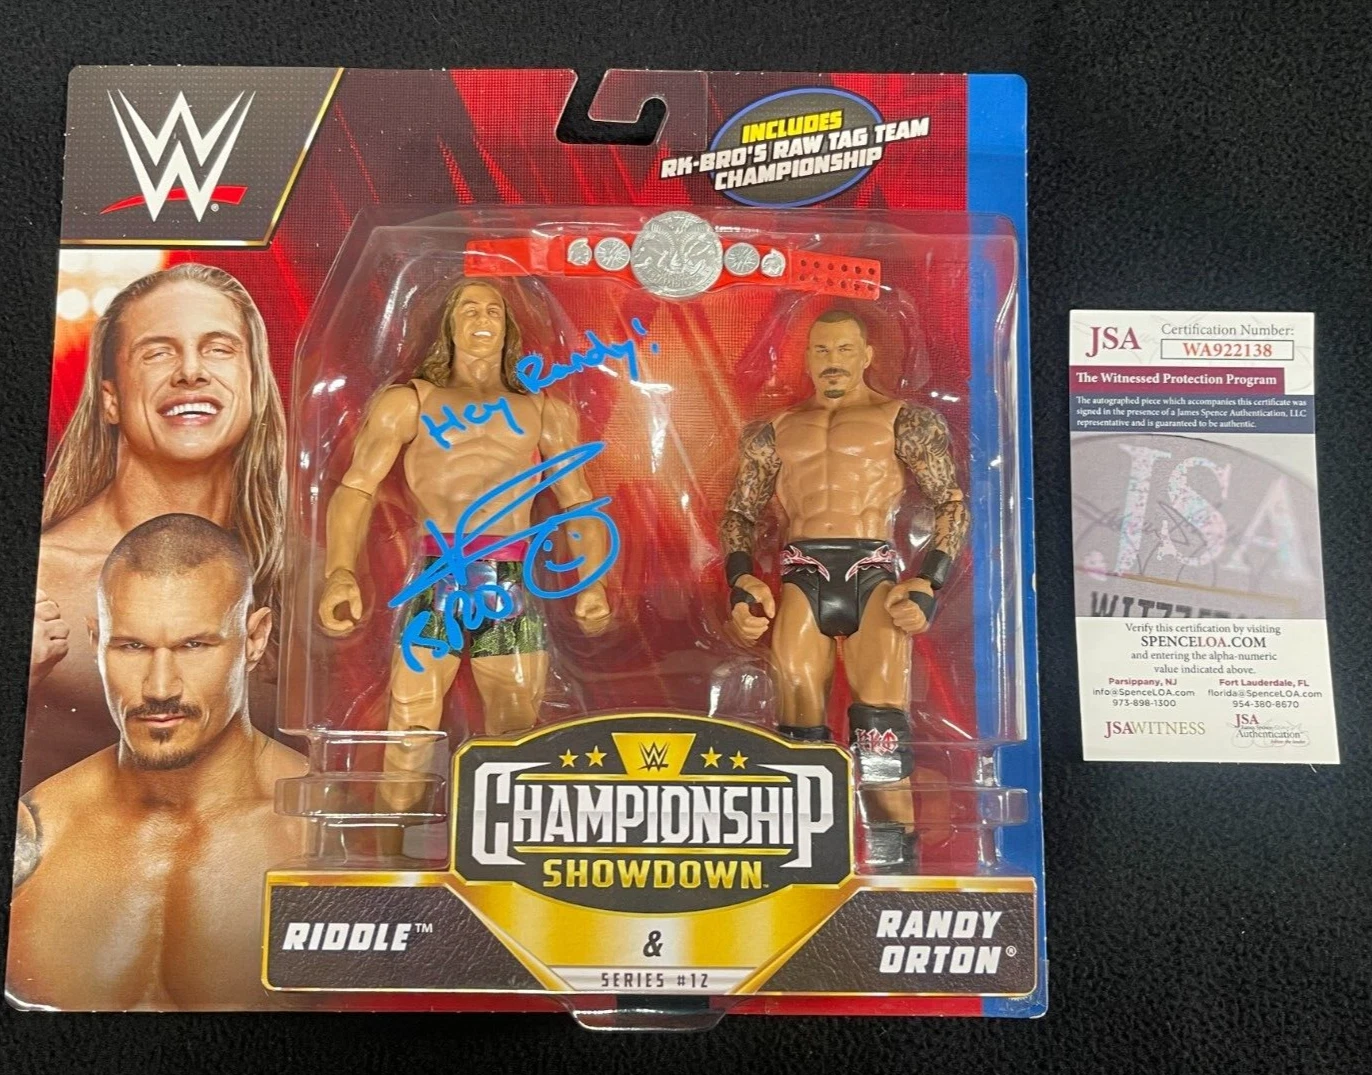 W
INCLUDES
RK-BRO'S RAW TAG TEAM
CHAMPIONSHIP
Hey Randy!
BRO
W
CHAMPIONSHIP
SHOWDOWN™
RIDDLE™
&
RANDY
ORTON®
SERIES #12
JSA
Certification Number:
WA922138
The Witnessed Protection Program
The autographed piece which accompanies this certificate was
signed in the presence of a James Spence Authentication, LLC
representative and is guaranteed to be authentic.
JSA
Verify this certification by visiting
SPENCELOA.COM
and entering the alpha-numeric
value indicated above.
Parsippany, NJ
info@SpenceLOA.com
973-898-1300
Fort Lauderdale, FL
florida@SpenceLOA.com
954-380-8670
JSAWITNESS
JSA
Authentication